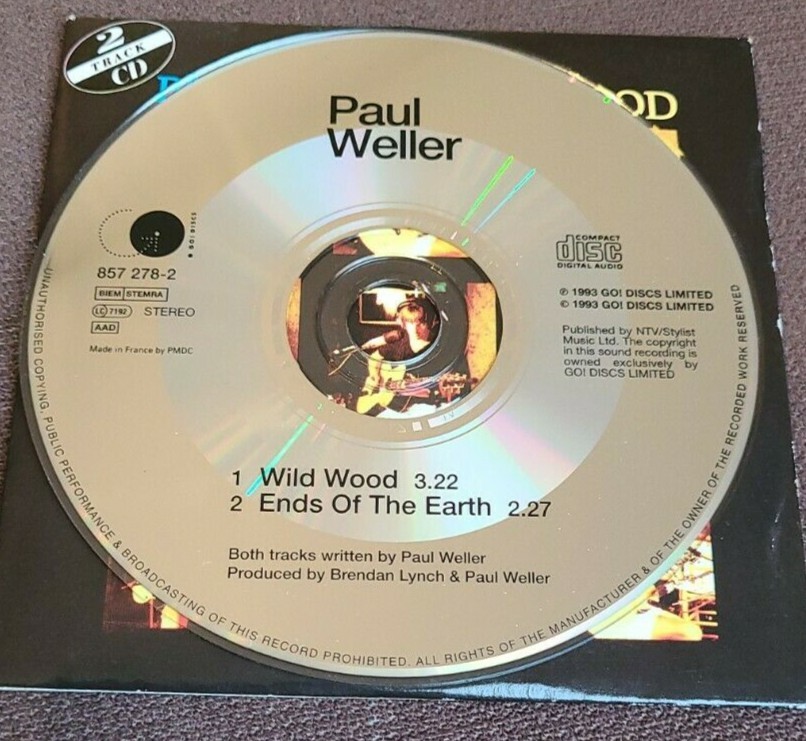 2
TRACK
CD
OD
Paul
Weller
GO! DISCS
857 278-2
BIEM STEMRA
LC 7192 STEREO
AAD
Made in France by PMDC
COMPACT
disc
DIGITAL AUDIO
℗ 1993 GO! DISCS LIMITED
© 1993 GO! DISCS LIMITED
Published by NTV/Stylist
Music Ltd. The copyright
in this sound recording is
owned exclusively by
GO! DISCS LIMITED
1 Wild Wood 3.22
2 Ends Of The Earth 2.27
Both tracks written by Paul Weller
Produced by Brendan Lynch & Paul Weller
UNAUTHORISED COPYING, PUBLIC PERFORMANCE & BROADCASTING OF THIS RECORD PROHIBITED. ALL RIGHTS OF THE MANUFACTURER & OF THE OWNER OF THE RECORDED WORK RESERVED